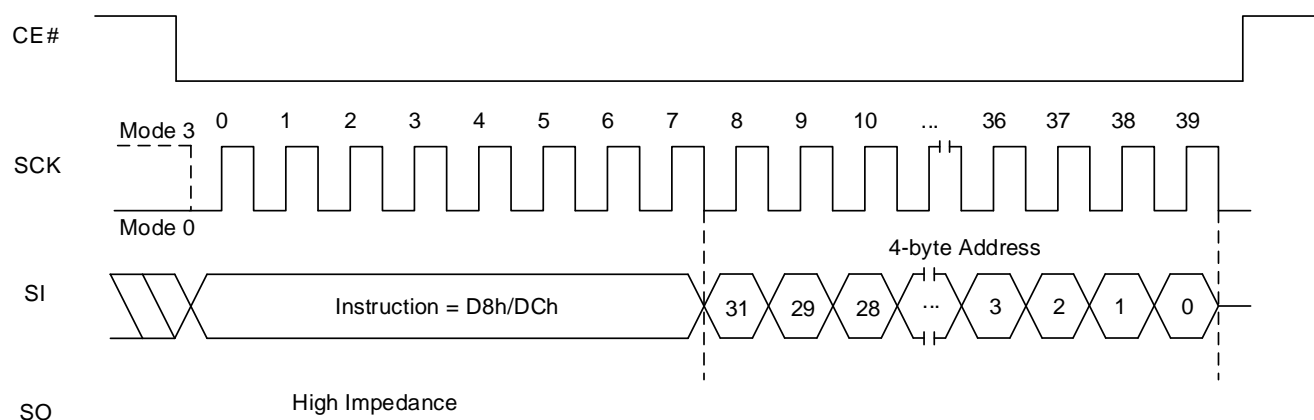 CE#
0 1 2 3 4 5 6 7 8 9 10 ... 36 37 38 39
Mode 3
SCK
Mode 0
4-byte Address
SI
Instruction = D8h/DCh 31 29 28 ... 3 2 1 0
High Impedance
SO